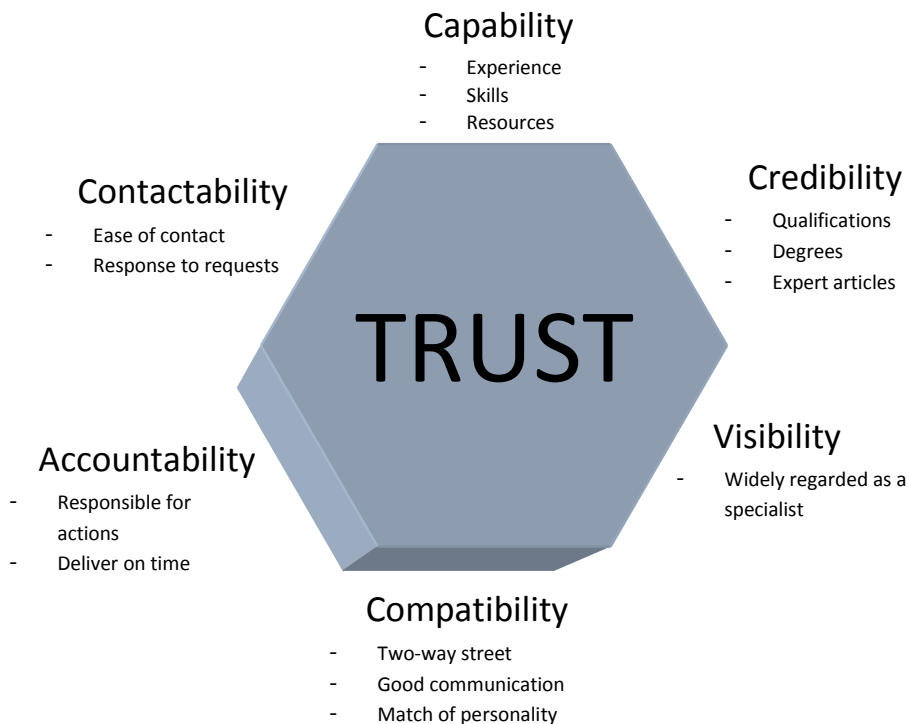 Capability
- Experience
- Skills
- Resources
Contactability
- Ease of contact
- Response to requests
Credibility
- Qualifications
- Degrees
- Expert articles
TRUST
Accountability
- Responsible for
actions
- Deliver on time
Visibility
- Widely regarded as a
specialist
Compatibility
- Two-way street
- Good communication
- Match of personality